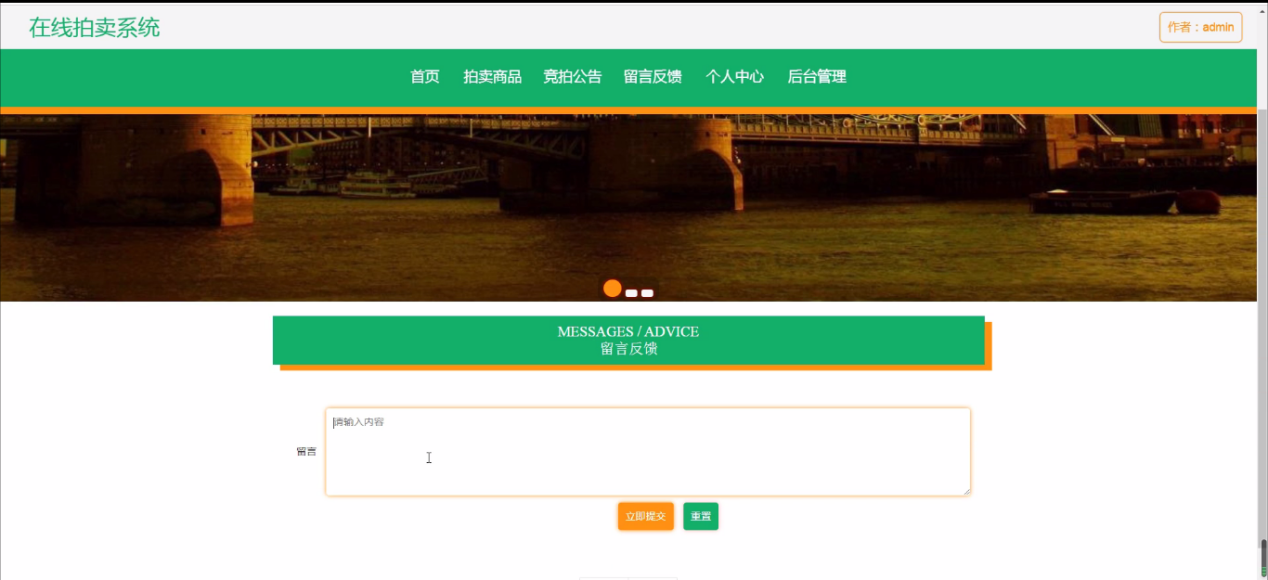 在线拍卖系统
作者：admin
首页 拍卖商品 竞拍公告 留言反馈 个人中心 后台管理
MESSAGES / ADVICE
留言反馈
请输入内容
留言
立即提交 重置